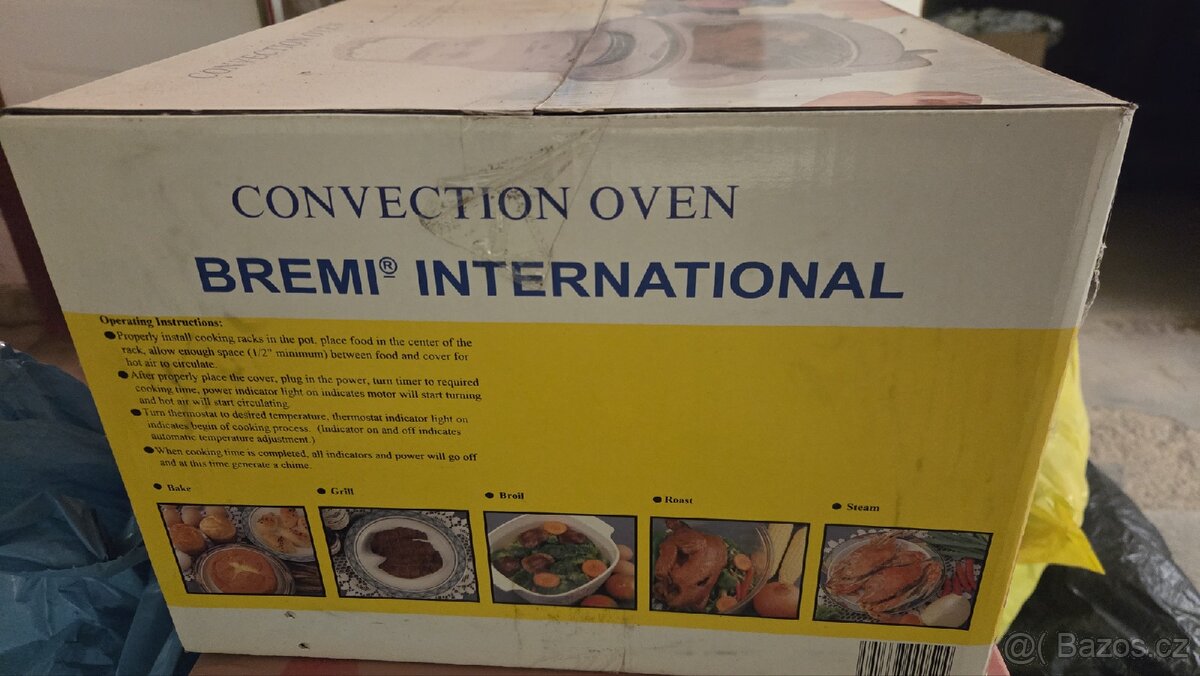 CONVECTION OVEN
CONVECTION OVEN
BREMI® INTERNATIONAL
Operating Instructions:
●Properly install cooking racks in the pot, place food in the center of the
rack, allow enough space (1/2" minimum) between food and cover for
hot air to circulate.
●After properly place the cover, plug in the power, turn timer to required
cooking time, power indicator light on indicates motor will start turning
and hot air will start circulating.
●Turn thermostat to desired temperature, thermostat indicator light on
indicates begin of cooking process. (Indicator on and off indicates
automatic temperature adjustment.)
●When cooking time is completed, all indicators and power will go off
and at this time generate a chime.
● Bake ● Grill ● Broil ● Roast ● Steam
@( Bazos.cz